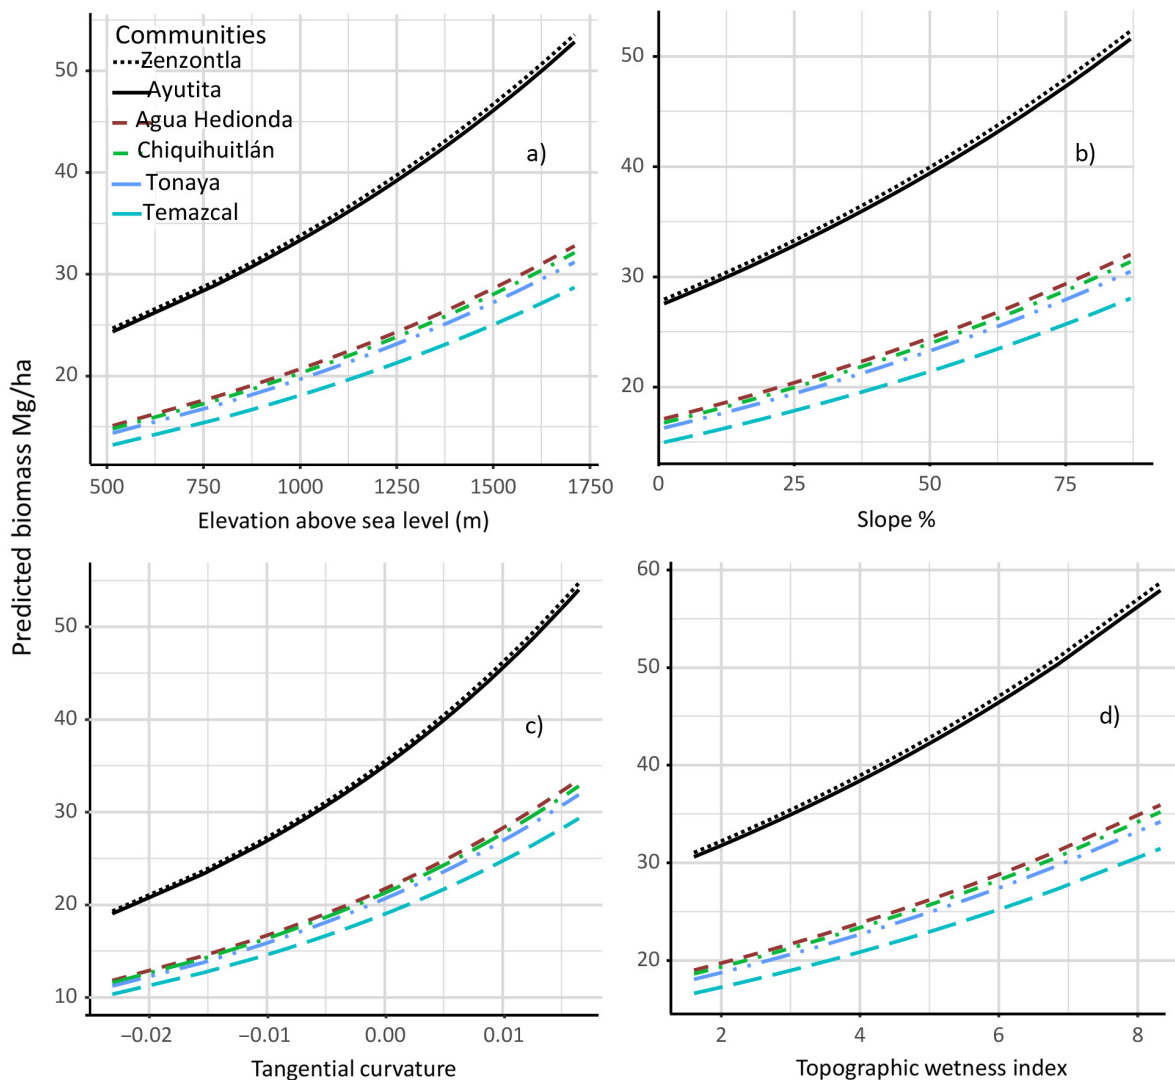 Communities
Zenzontla
Ayutita
Agua Hedionda
Chiquihuitlán
Tonaya
Temazcal
Predicted biomass Mg/ha
50
40
30
20
a)
500 750 1000 1250 1500 1750
Elevation above sea level (m)
50
40
30
20
b)
0 25 50 75
Slope %
50
40
30
20
10
c)
−0.02 −0.01 0.00 0.01
Tangential curvature
60
50
40
30
20
d)
2 4 6 8
Topographic wetness index